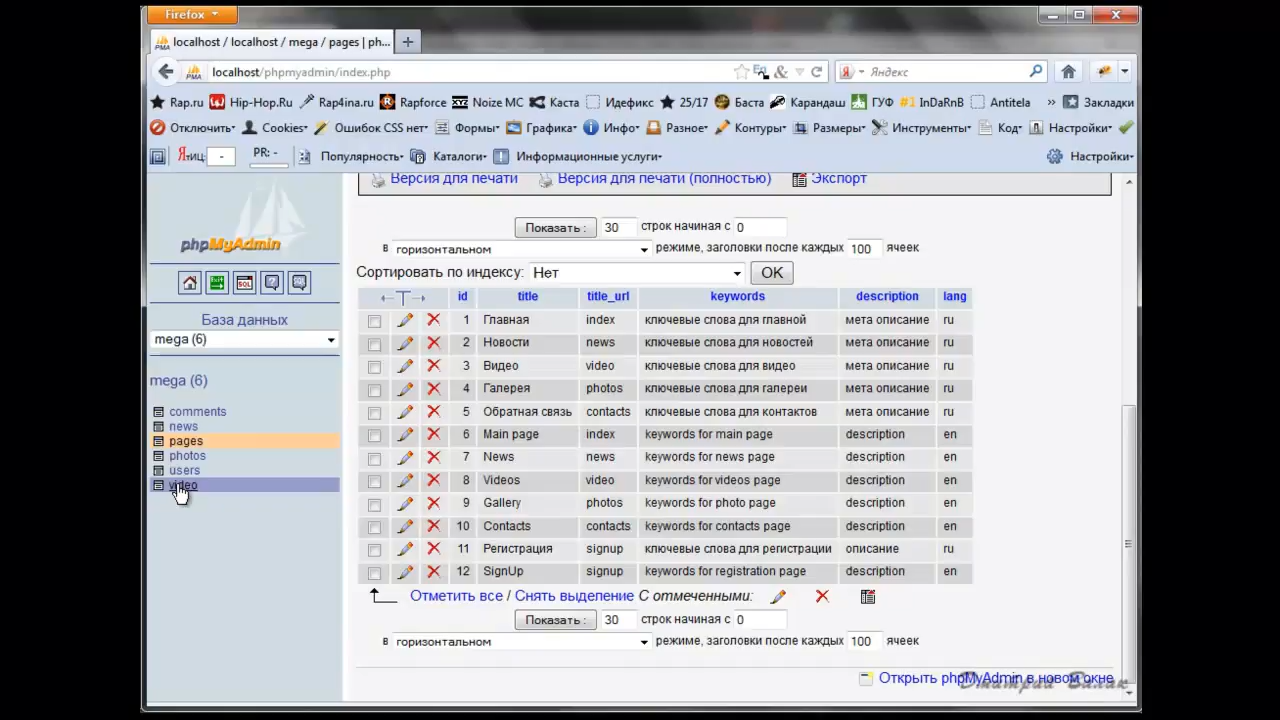 Firefox
localhost / localhost / mega / pages | ph...
localhost/phpmyadmin/index.php
Яндекс
Rap.ru Hip-Hop.Ru Rap4ina.ru Rapforce Noize MC Каста Идефикс 25/17 Баста Карандаш ГУФ #1 InDaRnB Antitela » Закладки
Отключить Cookies Ошибок CSS нет Формы Графика Инфо Разное Контуры Размеры Инструменты Код Настройки
Яиц: - PR: - Популярность Каталоги Информационные услуги Настройки
phpMyAdmin
SQL
База данных
mega (6)
mega (6)
comments
news
pages
photos
users
video
Версия для печати Версия для печати (полностью) Экспорт
Показать : 30 строк начиная с 0
в горизонтальном режиме, заголовки после каждых 100 ячеек
Сортировать по индексу: Нет OK
id title title_url keywords description lang
1 Главная index ключевые слова для главной мета описание ru
2 Новости news ключевые слова для новостей мета описание ru
3 Видео video ключевые слова для видео мета описание ru
4 Галерея photos ключевые слова для галереи мета описание ru
5 Обратная связь contacts ключевые слова для контактов мета описание ru
6 Main page index keywords for main page description en
7 News news keywords for news page description en
8 Videos video keywords for videos page description en
9 Gallery photos keywords for photo page description en
10 Contacts contacts keywords for contacts page description en
11 Регистрация signup ключевые слова для регистрации описание ru
12 SignUp signup keywords for registration page description en
Отметить все / Снять выделение С отмеченными:
Показать : 30 строк начиная с 0
в горизонтальном режиме, заголовки после каждых 100 ячеек
Открыть phpMyAdmin в новом окне
Дмитрий Валак